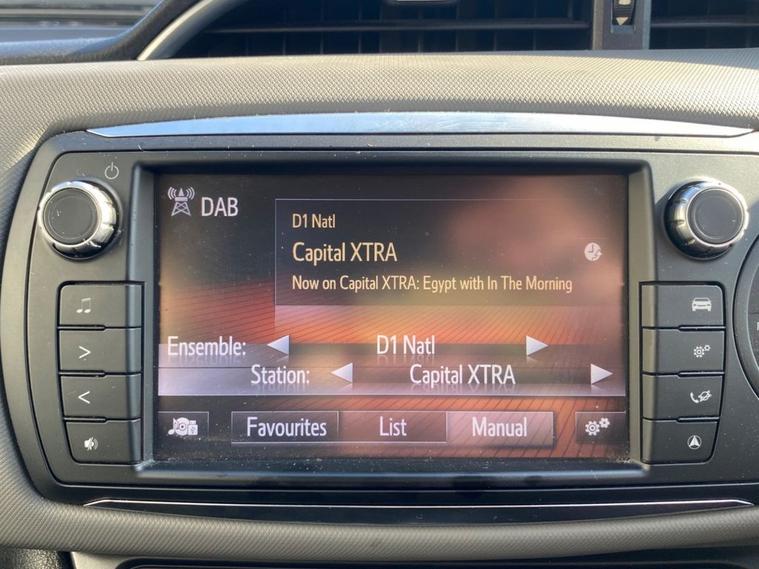 DAB
D1 Natl
Capital XTRA
Now on Capital XTRA: Egypt with In The Morning
Ensemble: D1 Natl
Station: Capital XTRA
Favourites List Manual